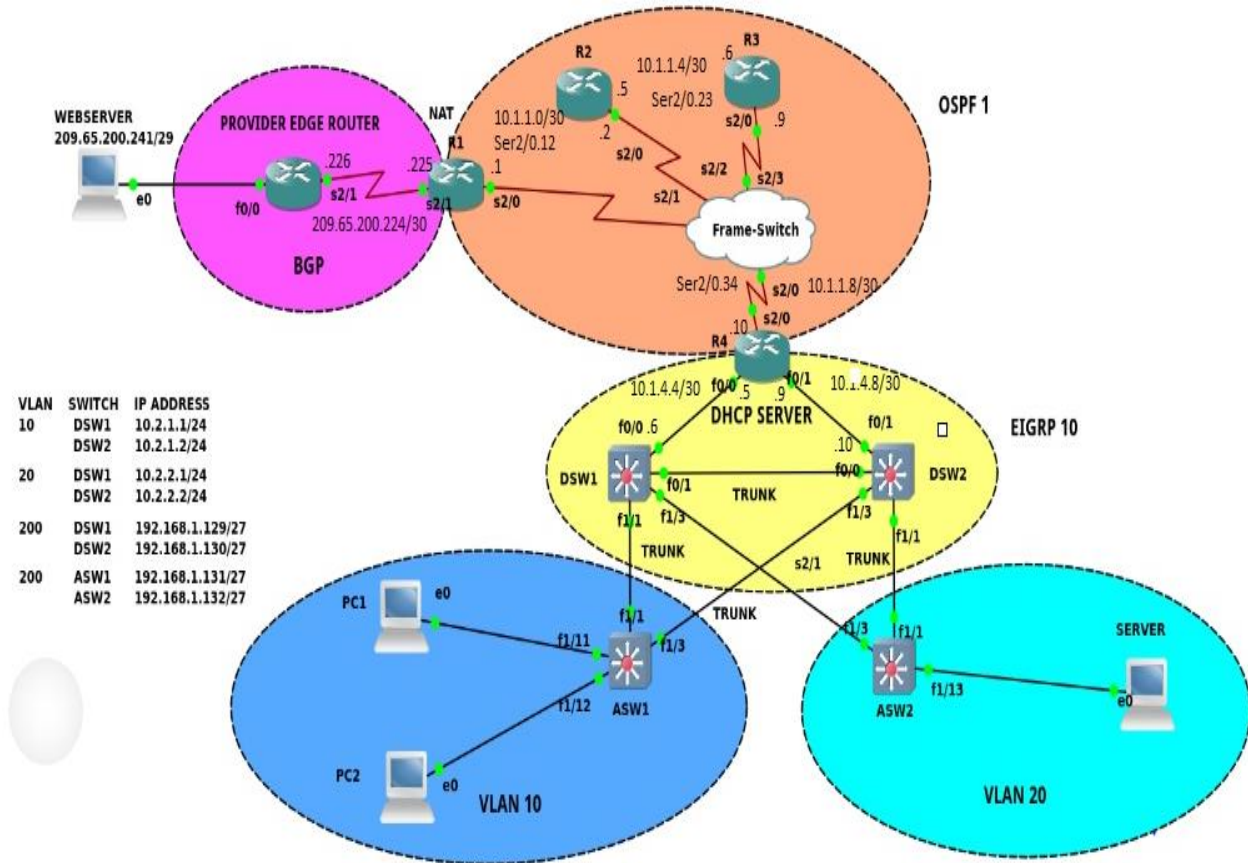 R2
R3
.6
10.1.1.4/30
OSPF 1
.5
Ser2/0.23
WEBSERVER
209.65.200.241/29
PROVIDER EDGE ROUTER
NAT
10.1.1.0/30
Ser2/0.12
R1
.1
.2
s2/0
s2/0
.9
.226
.225
s2/2
s2/3
e0
f0/0
s2/1
s2/1
s2/0
s2/1
209.65.200.224/30
BGP
Frame-Switch
Ser2/0.34
s2/0
10.1.1.8/30
s2/0
.10
R4
10.1.4.4/30
f0/0
.5
.9
f0/1
DHCP SERVER
f0/0
.6
f0/1
.10
EIGRP 10
DSW1
f0/1
TRUNK
f0/0
DSW2
f1/1
f1/3
f1/3
f1/1
TRUNK
s2/1
TRUNK
TRUNK
VLAN SWITCH IP ADDRESS
10 DSW1 10.2.1.1/24
DSW2 10.2.1.2/24
20 DSW1 10.2.2.1/24
DSW2 10.2.2.2/24
200 DSW1 192.168.1.129/27
DSW2 192.168.1.130/27
200 ASW1 192.168.1.131/27
ASW2 192.168.1.132/27
PC1
e0
f1/1
f1/11
f1/3
f1/12
ASW1
PC2
e0
VLAN 10
f1/3
f1/1
SERVER
f1/13
e0
ASW2
VLAN 20